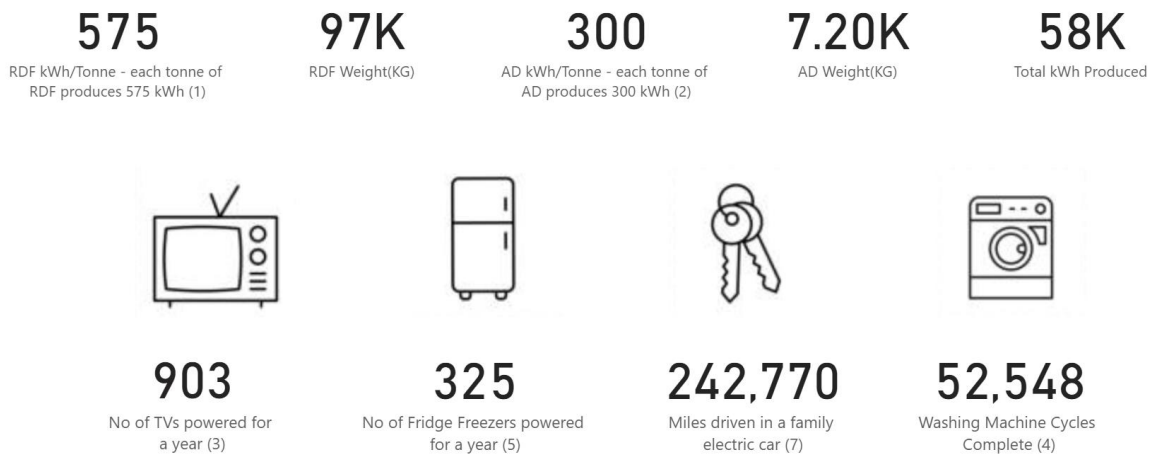 575
RDF kWh/Tonne - each tonne of
RDF produces 575 kWh (1)
97K
RDF Weight(KG)
300
AD kWh/Tonne - each tonne of
AD produces 300 kWh (2)
7.20K
AD Weight(KG)
58K
Total kWh Produced
903
No of TVs powered for
a year (3)
325
No of Fridge Freezers powered
for a year (5)
242,770
Miles driven in a family
electric car (7)
52,548
Washing Machine Cycles
Complete (4)